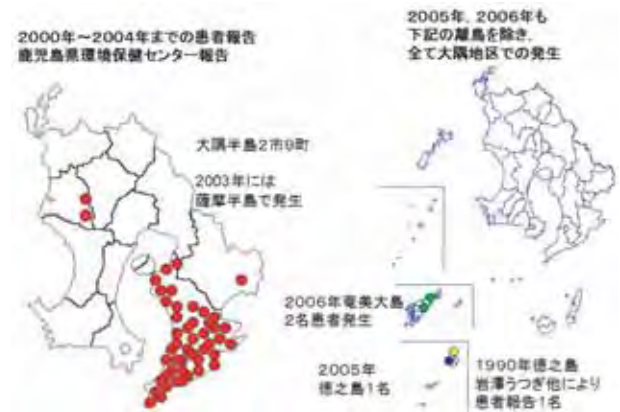 2000年～2004年までの患者報告
鹿児島県環境保健センター報告
大隅半島2市9町
2003年には
薩摩半島で発生
2005年、2006年も
下記の離島を除き、
全て大隅地区での発生
2006年奄美大島
2名患者発生
2005年
徳之島1名
1990年徳之島
岩澤うつぎ他により
患者報告1名